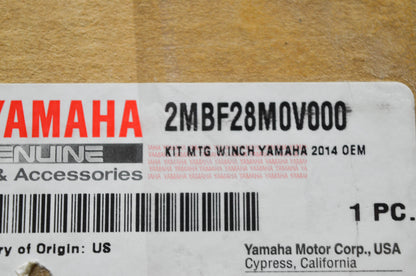 YAMAHA 2MBF28M0V000
GENUINE KIT MTG WINCH YAMAHA 2014 OEM
& Accessories
1 PC.
ry of Origin: US Yamaha Motor Corp., USA
Cypress, California